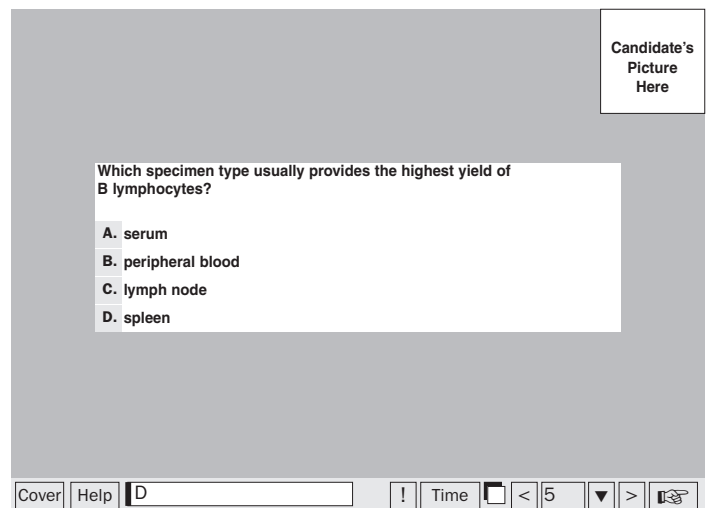 Candidate's
Picture
Here
Which specimen type usually provides the highest yield of
B lymphocytes?
A. serum
B. peripheral blood
C. lymph node
D. spleen
Cover Help D ! Time < 5 ▼ > ☞